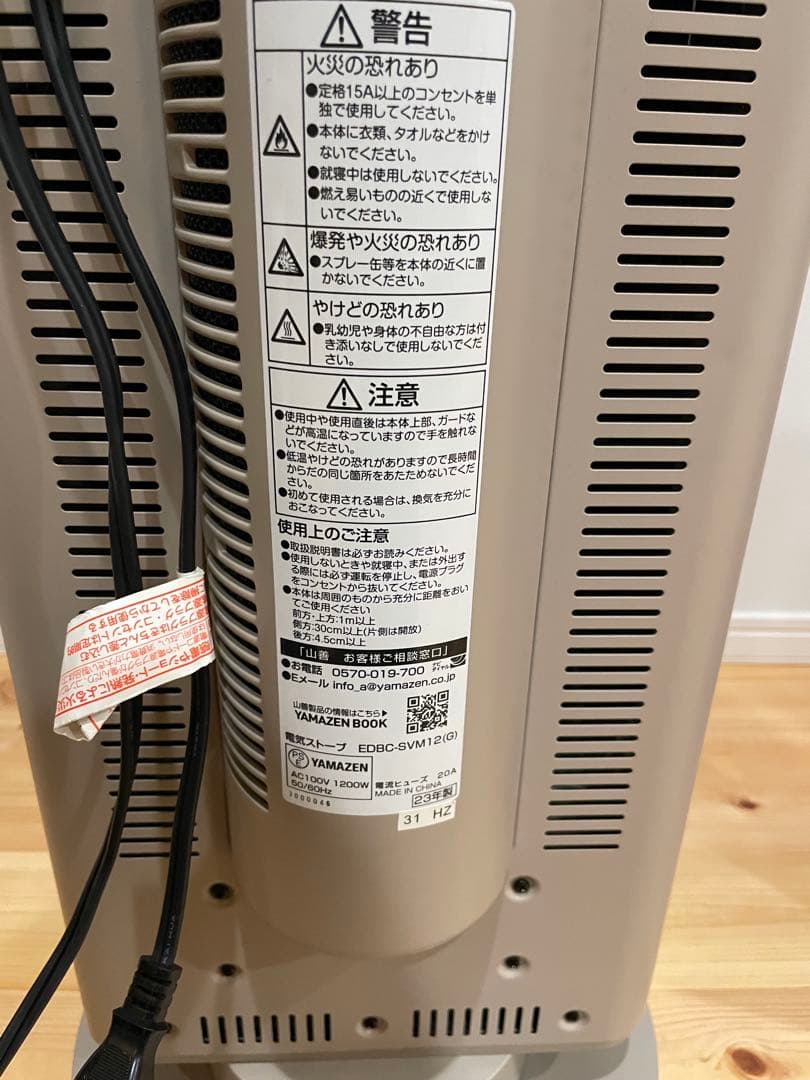 警告
火災の恐れあり
●定格15A以上のコンセントを単
独で使用してください。
●本体に衣類、タオルなどをかけ
ないでください。
●就寝中は使用しないでください。
●燃え易いものの近くで使用しな
いでください。
爆発や火災の恐れあり
●スプレー缶等を本体の近くに置
かないでください。
やけどの恐れあり
●乳幼児や身体の不自由な方は付
き添いなしで使用しないでくだ
さい。
注意
●使用中や使用直後は本体上部、ガードな
どが高温になっていますので手を触れな
いでください。
●低温やけどの恐れがありますので長時間
からだの同じ箇所をあたためないでくだ
さい。
●初めて使用される場合は、換気を充分に
おこなってください。
使用上のご注意
●取扱説明書は必ずお読みください。
●使用しないときや就寝中、または外出す
る際には必ず運転を停止し、電源プラグ
をコンセントから抜いてください。
●本体は周囲のものから充分に距離をおい
てご使用ください
前方・上方:1m以上
側方:30cm以上(片側は開放)
後方:4.5cm以上
「山善 お客様ご相談窓口」
●お電話 0570-019-700
●Eメール info_a@yamazen.co.jp
山善製品の情報はこちら▶
YAMAZEN BOOK
電気ストーブ EDBC-SVM12(G)
PSE YAMAZEN
AC100V 1200W
50/60Hz
電流ヒューズ 20A
MADE IN CHINA
23年製
J000046
31 HZ
感電やショート・発熱による火災